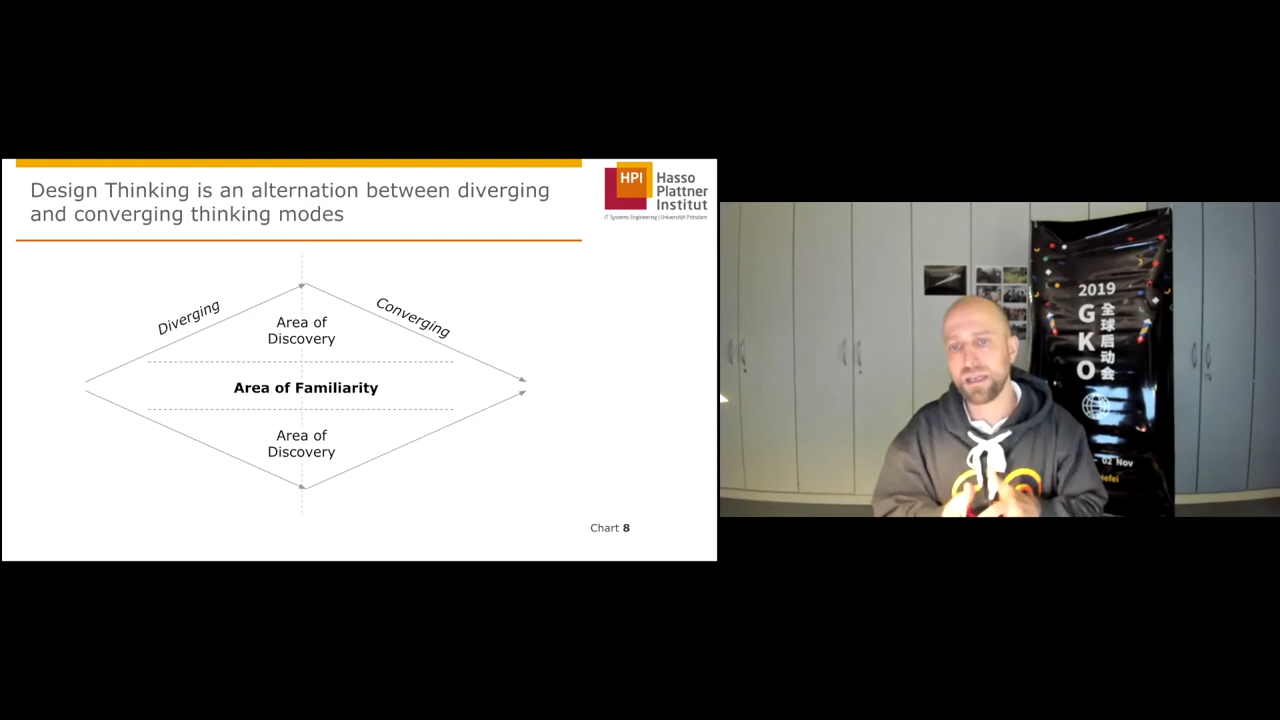 Design Thinking is an alternation between diverging
and converging thinking modes
HPI
Hasso
Plattner
Institut
IT Systems Engineering | Universität Potsdam
Diverging
Converging
Area of
Discovery
Area of Familiarity
Area of
Discovery
Chart 8
2019
GKO
全球启动会
02 Nov
Hefei